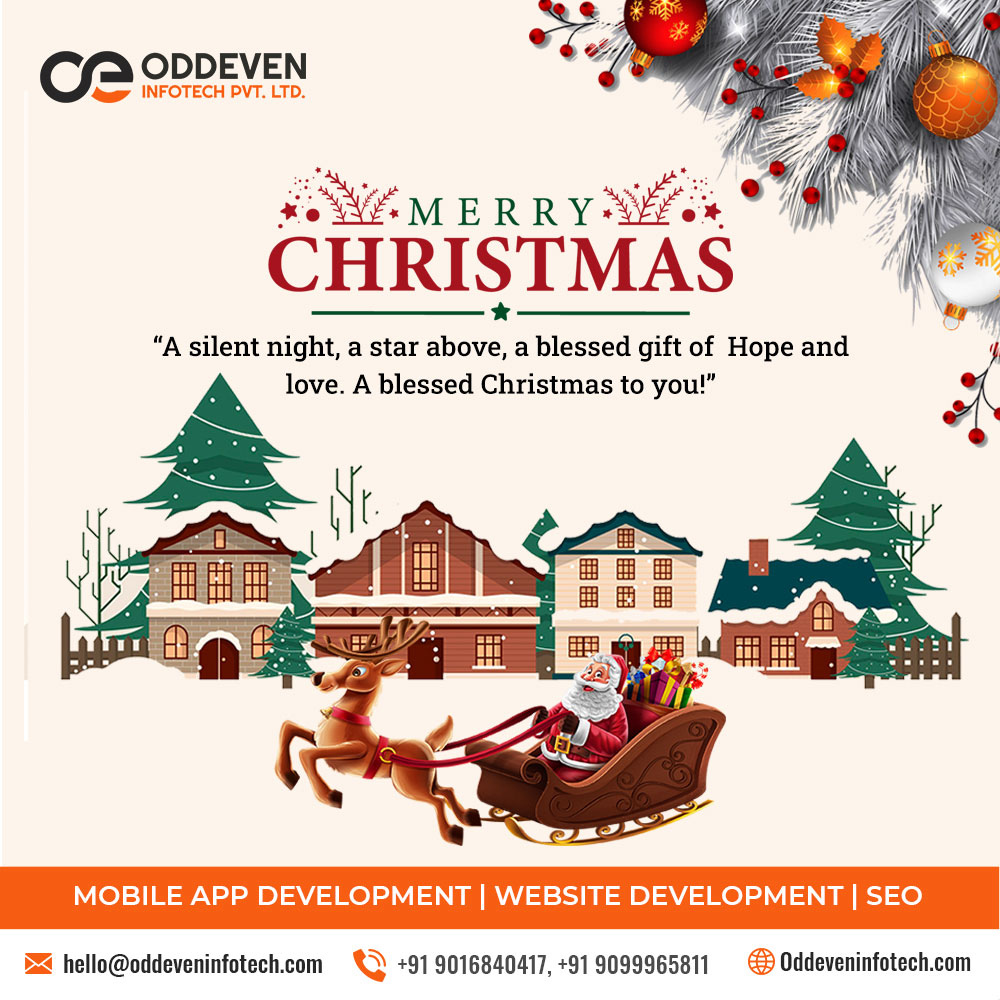 ODDEVEN
INFOTECH PVT. LTD.
MERRY
CHRISTMAS
“A silent night, a star above, a blessed gift of Hope and
love. A blessed Christmas to you!”
MOBILE APP DEVELOPMENT | WEBSITE DEVELOPMENT | SEO
hello@oddeveninfotech.com +91 9016840417, +91 9099965811 Oddeveninfotech.com